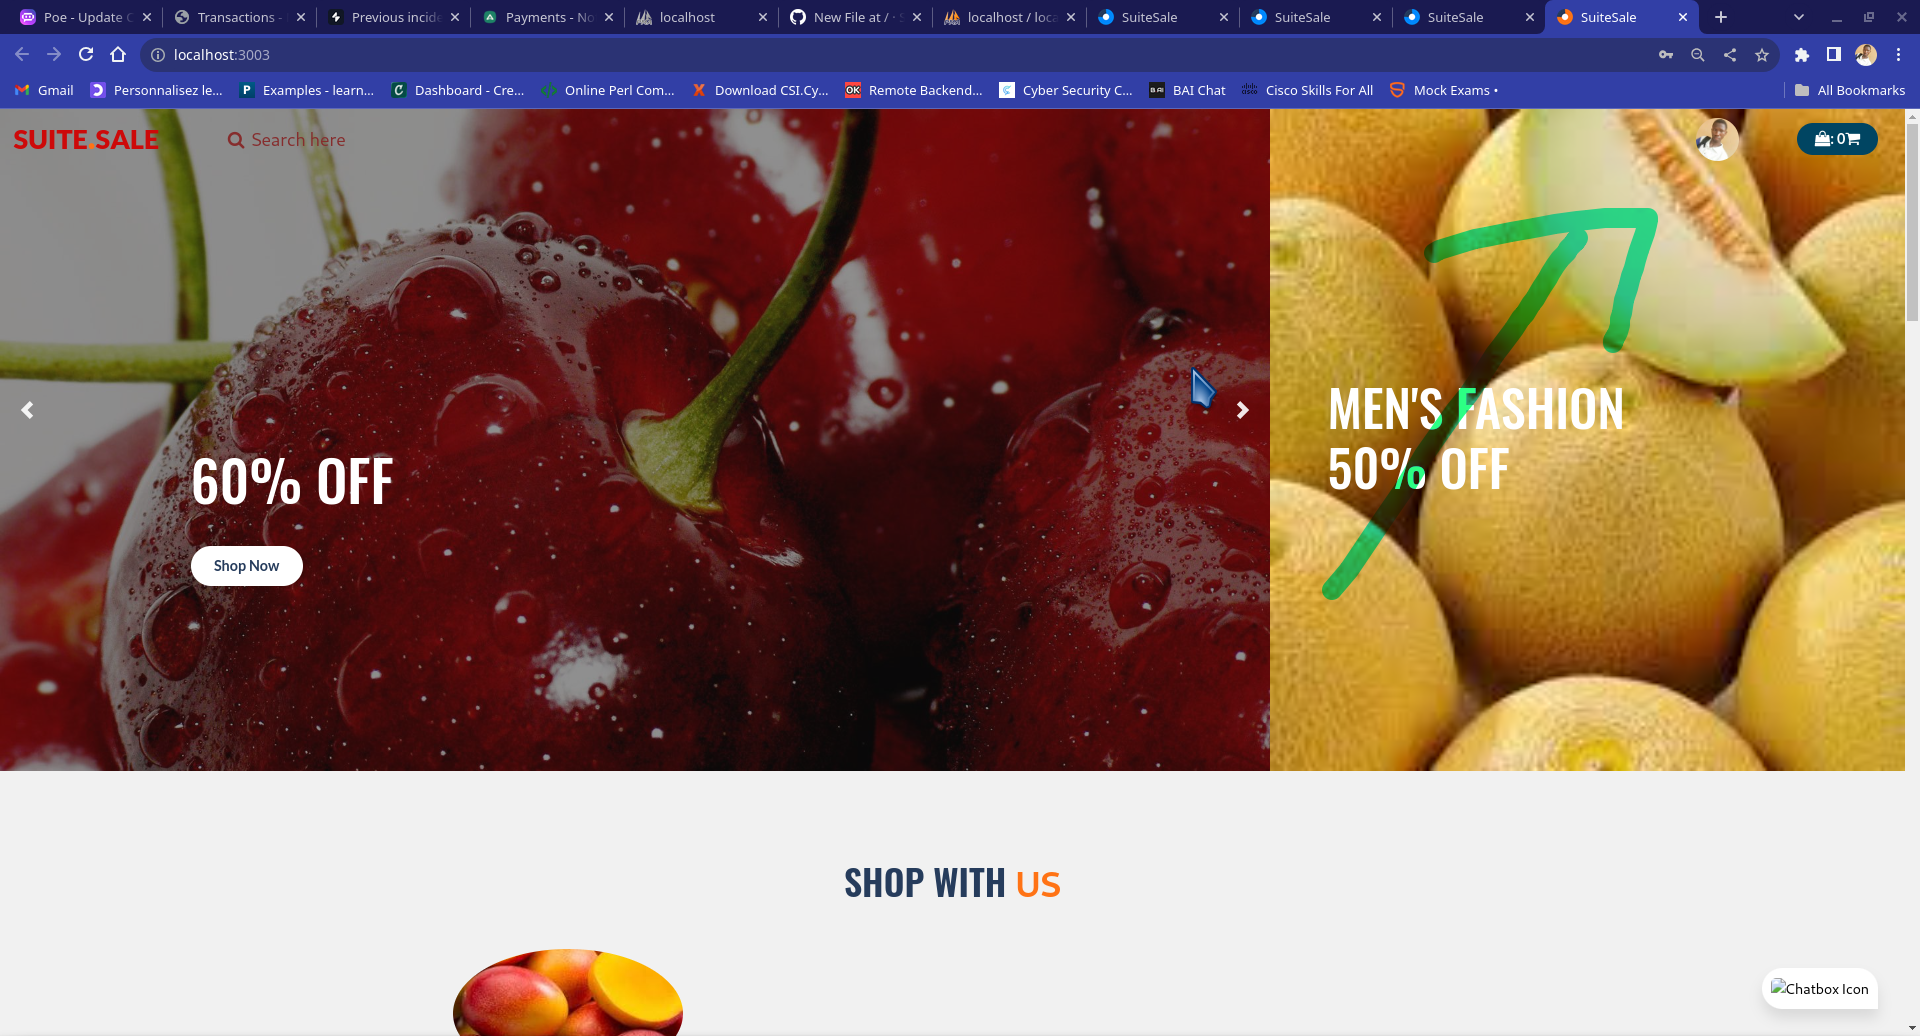 Poe - Update C
Transactions -
Previous incide
Payments - No
localhost
New File at / ·
localhost / loca
SuiteSale
SuiteSale
SuiteSale
SuiteSale
localhost:3003
Gmail
Personnalisez le...
Examples - learn...
Dashboard - Cre...
Online Perl Com...
Download CSI.Cy...
Remote Backend...
Cyber Security C...
BAI Chat
Cisco Skills For All
Mock Exams •
All Bookmarks
SUITE.SALE
Search here
: 0
60% OFF
Shop Now
MEN'S FASHION
50% OFF
SHOP WITH US
Chatbox Icon